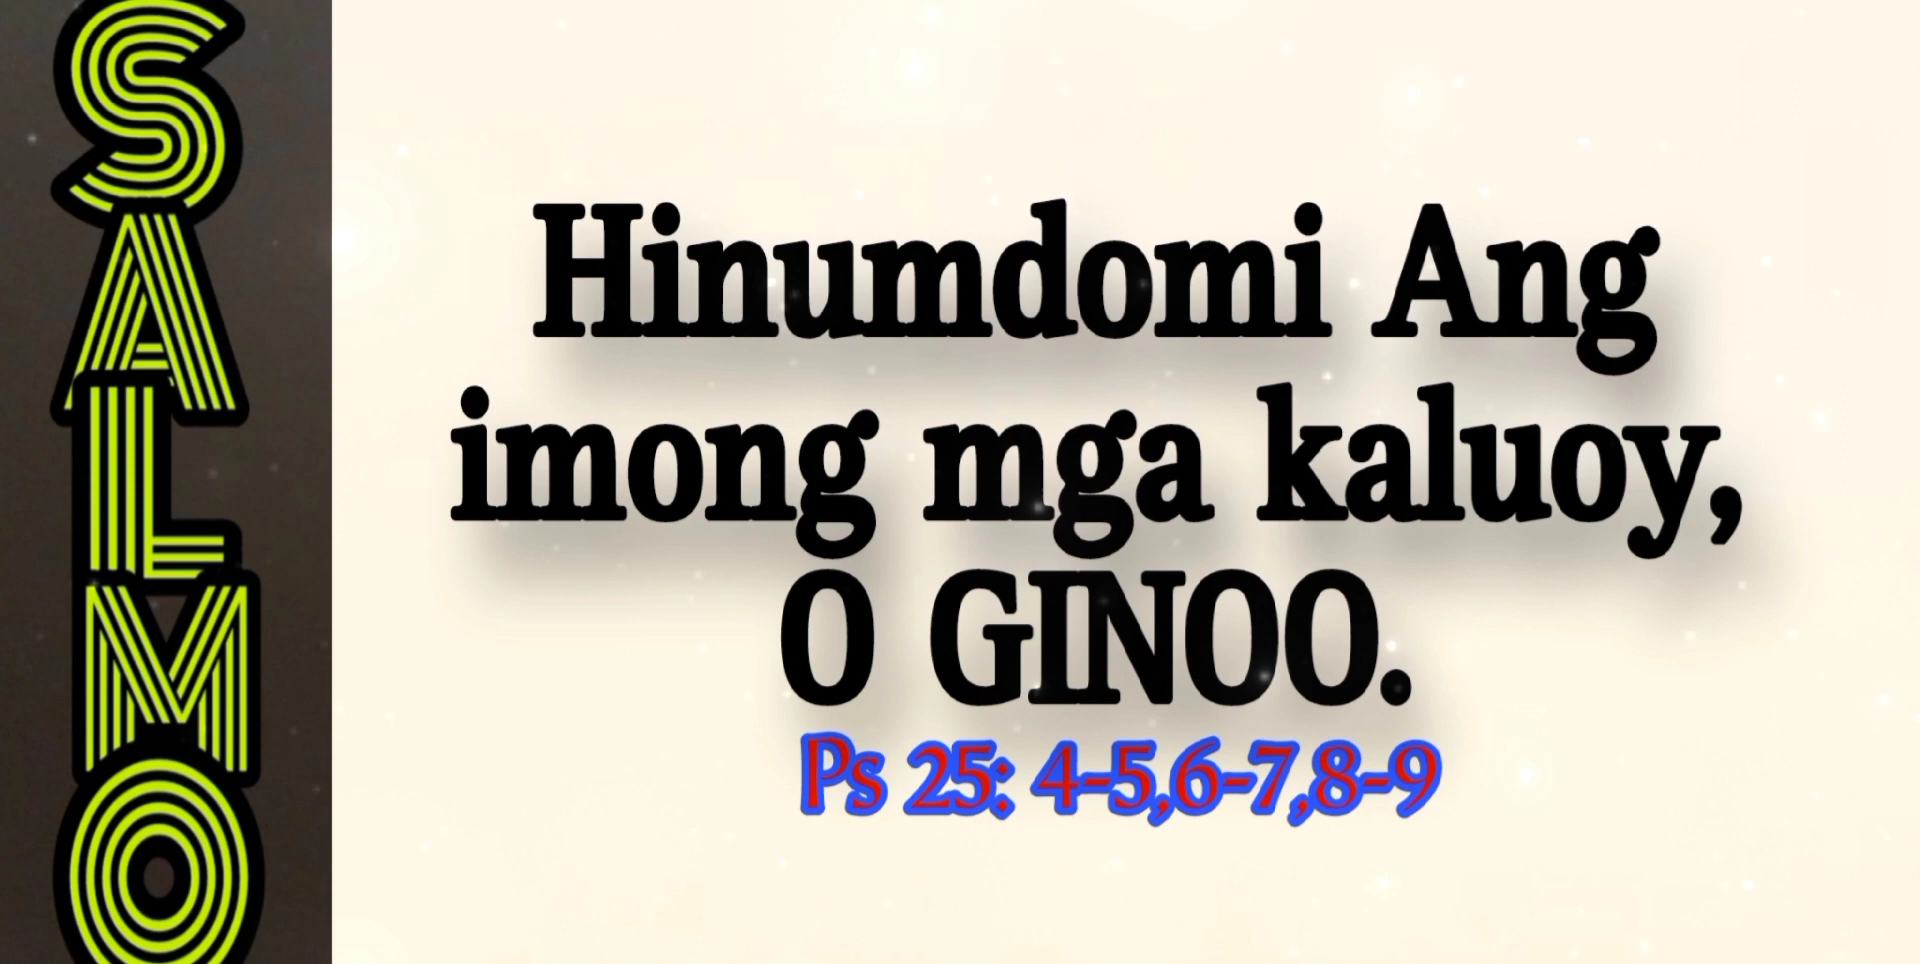 SALMO
Hinumdomi Ang
imong mga kaluoy,
O GINOO.
Ps 25: 4-5,6-7,8-9